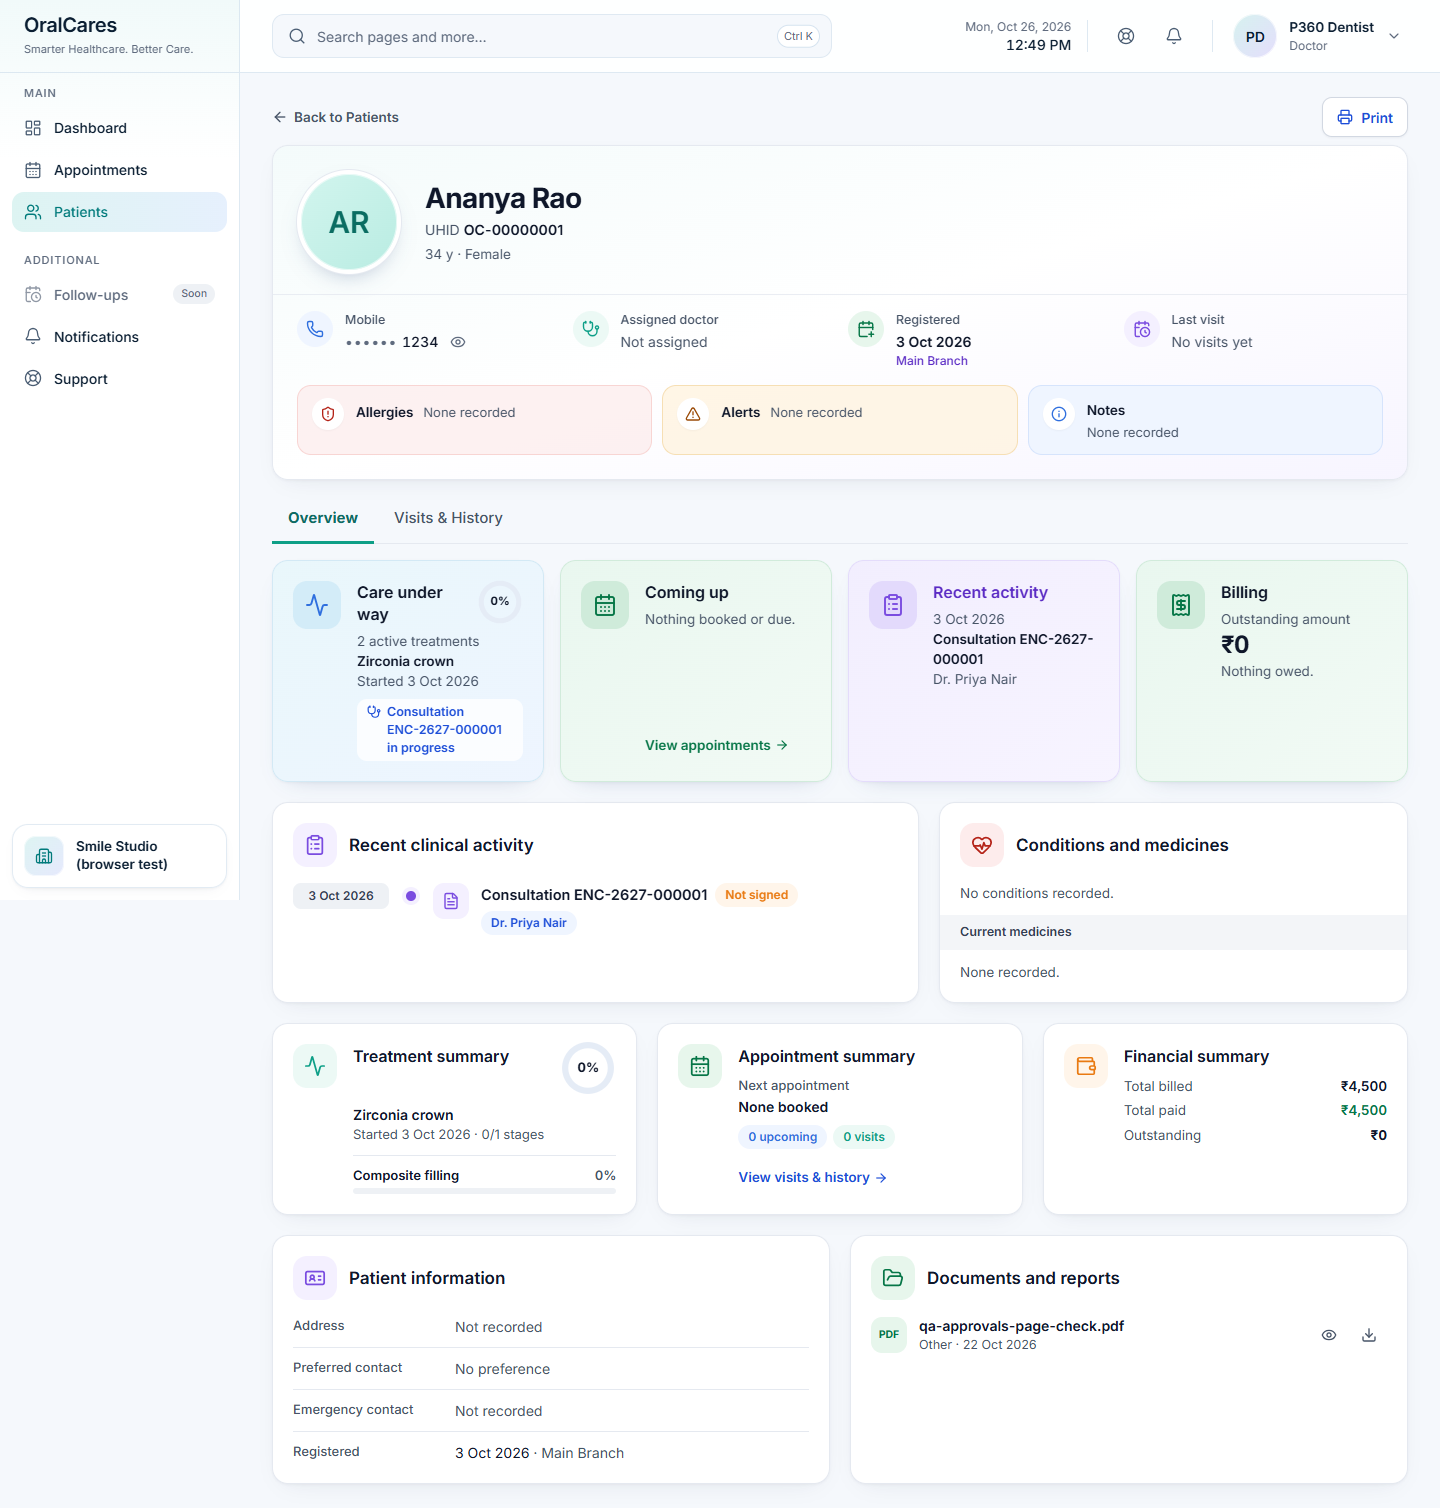 OralCares
Smarter Healthcare. Better Care.
Search pages and more...
Ctrl K
Mon, Oct 26, 2026
12:49 PM
PD
P360 Dentist
Doctor
MAIN
Dashboard
Appointments
Patients
ADDITIONAL
Follow-ups
Soon
Notifications
Support
Smile Studio
(browser test)
Back to Patients
Print
AR
Ananya Rao
UHID OC-00000001
34 y · Female
Mobile
•••••• 1234
Assigned doctor
Not assigned
Registered
3 Oct 2026
Main Branch
Last visit
No visits yet
Allergies None recorded
Alerts None recorded
Notes
None recorded
Overview
Visits & History
Care under
way
0%
2 active treatments
Zirconia crown
Started 3 Oct 2026
Consultation
ENC-2627-000001
in progress
Coming up
Nothing booked or due.
View appointments →
Recent activity
3 Oct 2026
Consultation ENC-2627-
000001
Dr. Priya Nair
Billing
Outstanding amount
₹0
Nothing owed.
Recent clinical activity
3 Oct 2026
Consultation ENC-2627-000001
Not signed
Dr. Priya Nair
Conditions and medicines
No conditions recorded.
Current medicines
None recorded.
Treatment summary
0%
Zirconia crown
Started 3 Oct 2026 · 0/1 stages
Composite filling 0%
Appointment summary
Next appointment
None booked
0 upcoming
0 visits
View visits & history →
Financial summary
Total billed ₹4,500
Total paid ₹4,500
Outstanding ₹0
Patient information
Address Not recorded
Preferred contact No preference
Emergency contact Not recorded
Registered 3 Oct 2026 · Main Branch
Documents and reports
PDF
qa-approvals-page-check.pdf
Other · 22 Oct 2026